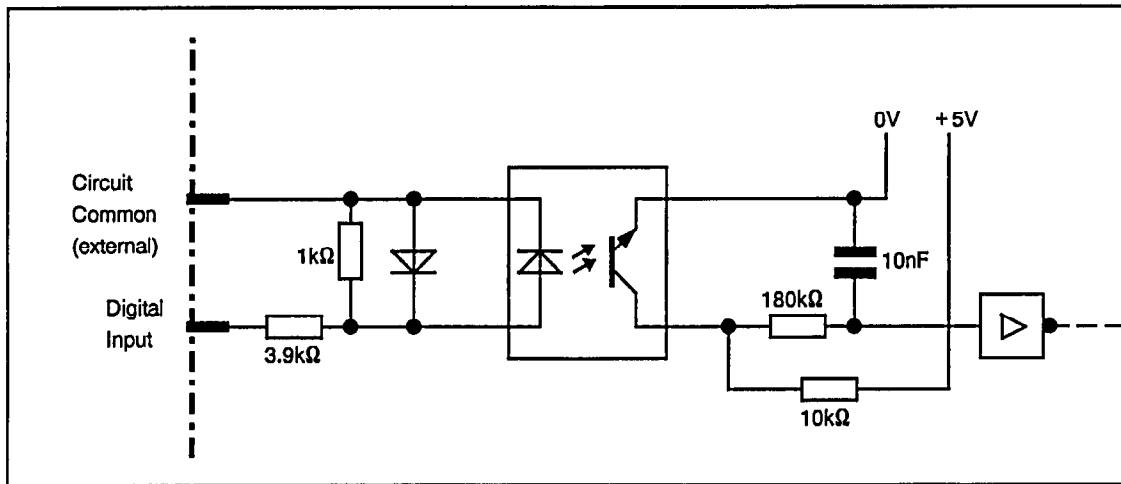 0V
+5V
Circuit
Common
(external)
1kΩ
10nF
Digital
Input
180kΩ
3.9kΩ
10kΩ